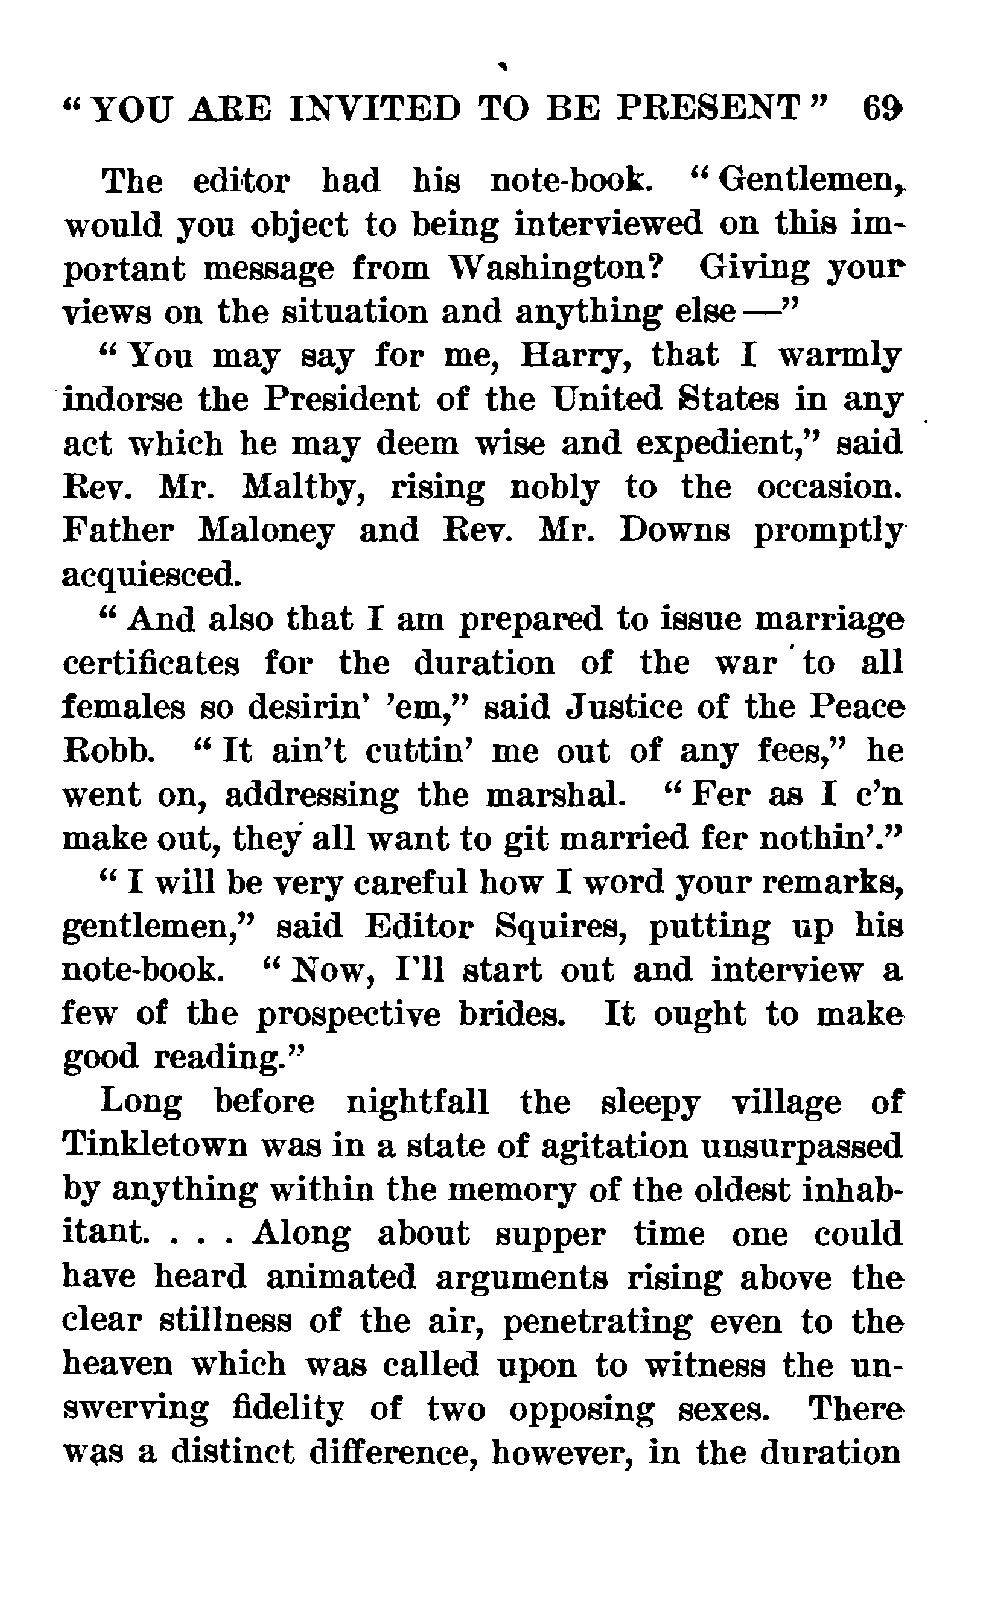 “ YOU ARE INVITED TO BE PRESENT ” 69
The editor had his note-book. “ Gentlemen,
would you object to being interviewed on this im-
portant message from Washington? Giving your
views on the situation and anything else—”
“ You may say for me, Harry, that I warmly
indorse the President of the United States in any
act which he may deem wise and expedient,” said
Rev. Mr. Maltby, rising nobly to the occasion.
Father Maloney and Rev. Mr. Downs promptly
acquiesced.
“ And also that I am prepared to issue marriage
certificates for the duration of the war to all
females so desirin’ ’em,” said Justice of the Peace
Robb. “ It ain’t cuttin’ me out of any fees,” he
went on, addressing the marshal. “ Fer as I c’n
make out, they all want to git married fer nothin’.”
“ I will be very careful how I word your remarks,
gentlemen,” said Editor Squires, putting up his
note-book. “ Now, I’ll start out and interview a
few of the prospective brides. It ought to make
good reading.”
Long before nightfall the sleepy village of
Tinkletown was in a state of agitation unsurpassed
by anything within the memory of the oldest inhab-
itant. . . . Along about supper time one could
have heard animated arguments rising above the
clear stillness of the air, penetrating even to the
heaven which was called upon to witness the un-
swerving fidelity of two opposing sexes. There
was a distinct difference, however, in the duration